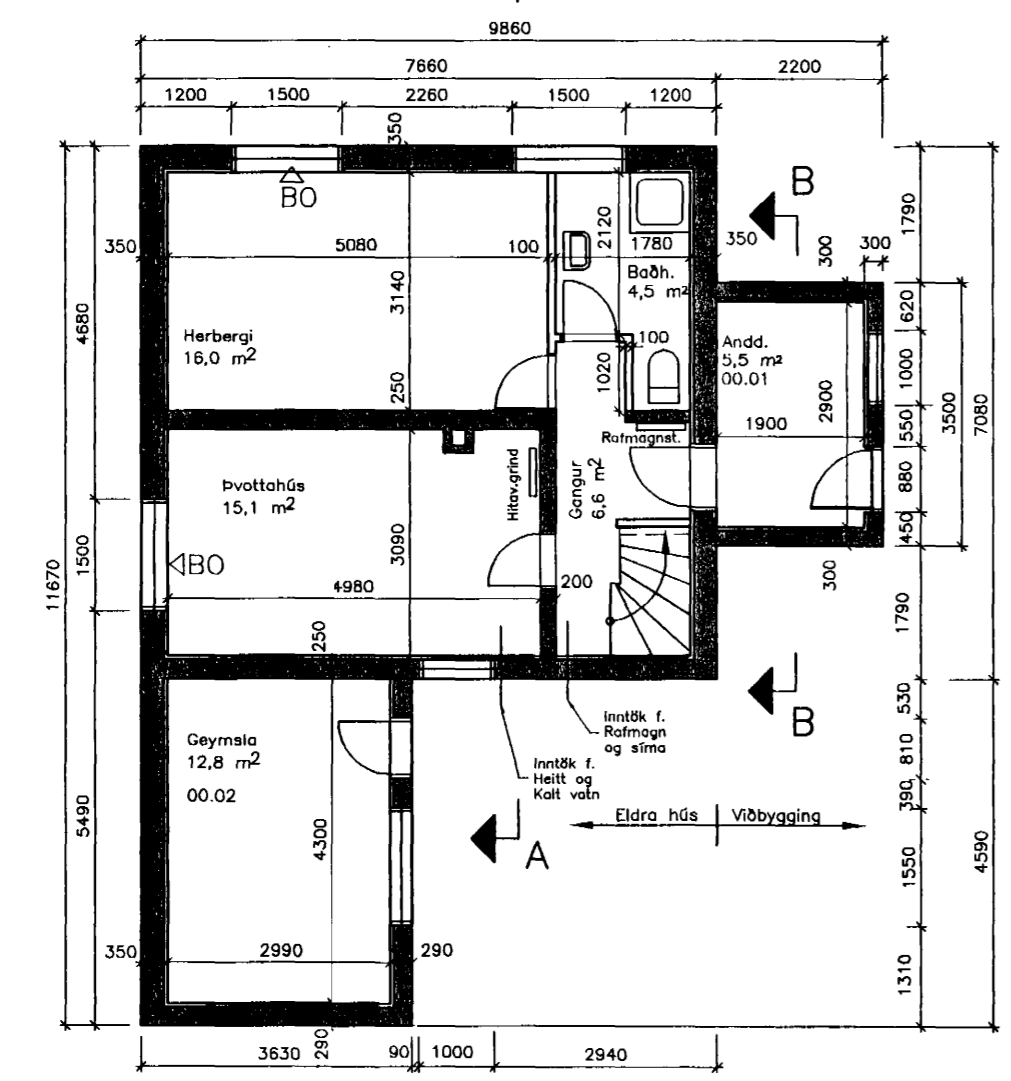 9860
7660
2200
1200
1500
2260
1500
1200
350
BO
B
350
5080
100
2120
1780
350
300
300
1790
Baðh.
4,5 m²
3140
4680
Herbergi
16,0 m²
620
100
Andd.
5,5 m²
00.01
1020
1000
250
2900
3500
7080
1900
550
Rafmagnst.
Þvottahús
15,1 m²
Hitav.grind
Gangur
6,6 m²
880
450
11670
1500
BO
3090
4980
200
300
1790
250
530
B
Geymsla
12,8 m²
00.02
Inntök f.
Rafmagn
og síma
810
Inntök f.
Heitt og
Kalt vatn
390
5490
4300
Eldra hús
Viðbygging
A
1550
4590
350
2990
290
1310
3630
290
90
1000
2940